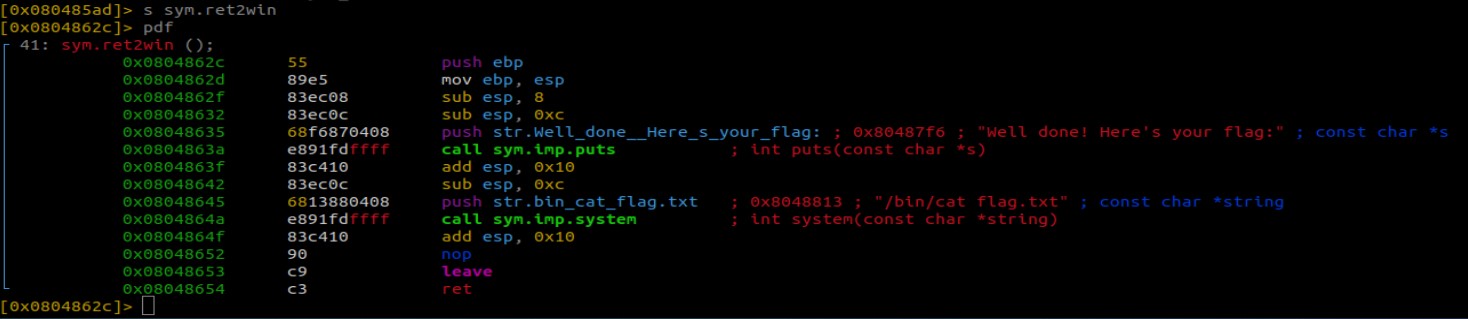 [0x080485ad]> s sym.ret2win
[0x0804862c]> pdf
41: sym.ret2win ();
0x0804862c 55 push ebp
0x0804862d 89e5 mov ebp, esp
0x0804862f 83ec08 sub esp, 8
0x08048632 83ec0c sub esp, 0xc
0x08048635 68f6870408 push str.Well_done__Here_s_your_flag: ; 0x80487f6 ; "Well done! Here's your flag:" ; const char *s
0x0804863a e891fdffff call sym.imp.puts ; int puts(const char *s)
0x0804863f 83c410 add esp, 0x10
0x08048642 83ec0c sub esp, 0xc
0x08048645 6813880408 push str.bin_cat_flag.txt ; 0x8048813 ; "/bin/cat flag.txt" ; const char *string
0x0804864a e891fdffff call sym.imp.system ; int system(const char *string)
0x0804864f 83c410 add esp, 0x10
0x08048652 90 nop
0x08048653 c9 leave
0x08048654 c3 ret
[0x0804862c]>